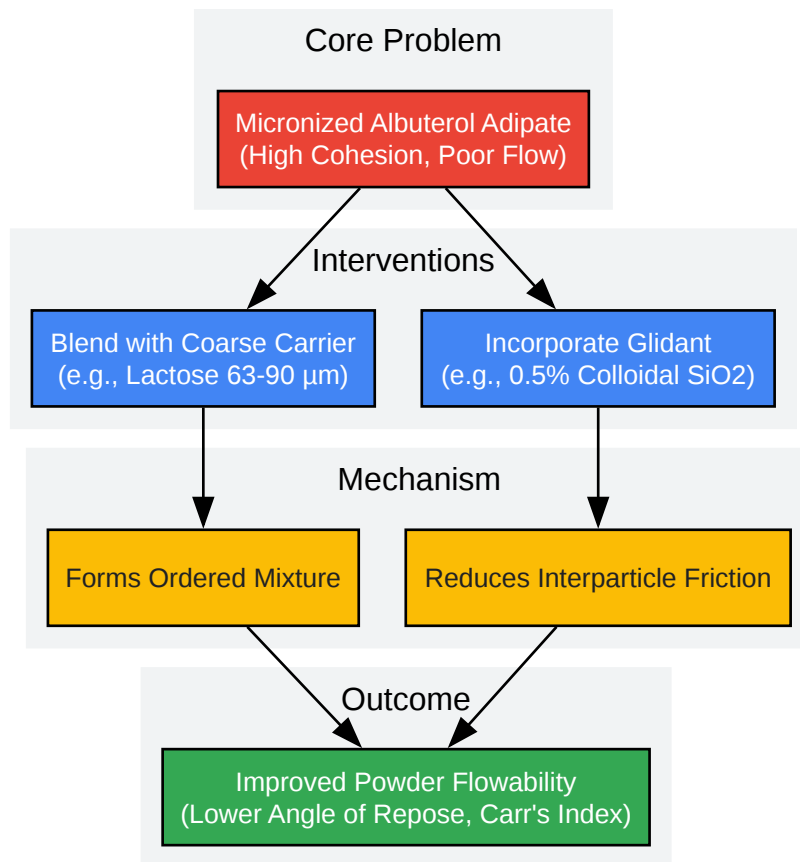 Core Problem
Micronized Albuterol Adipate
(High Cohesion, Poor Flow)
Interventions
Blend with Coarse Carrier
(e.g., Lactose 63-90 µm)
Incorporate Glidant
(e.g., 0.5% Colloidal SiO2)
Mechanism
Forms Ordered Mixture
Reduces Interparticle Friction
Outcome
Improved Powder Flowability
(Lower Angle of Repose, Carr's Index)